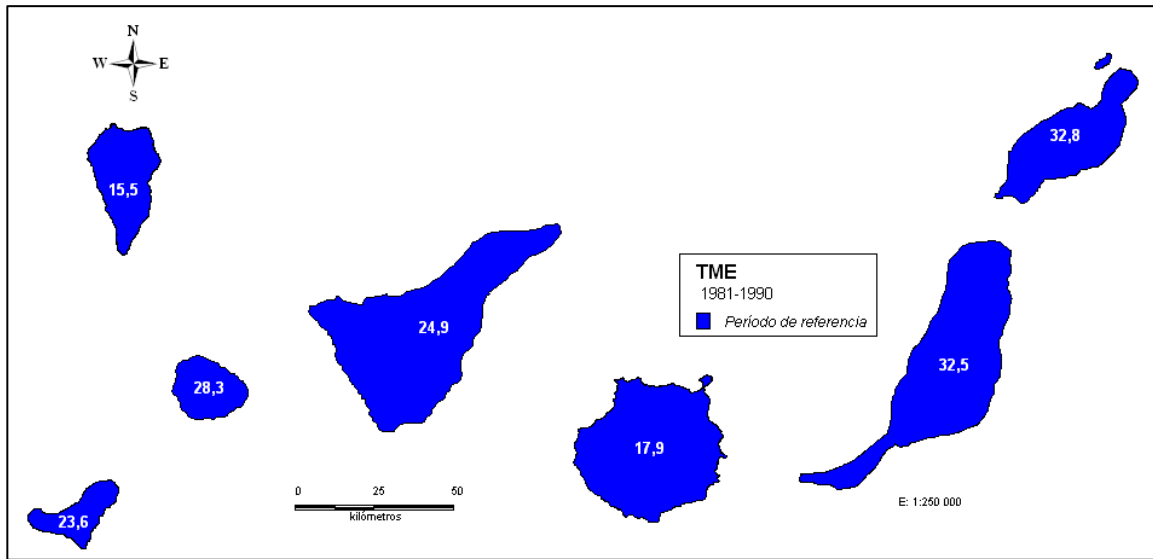 N
W E
S
32,8
15,5
TME
1981-1990
Período de referencia
24,9
32,5
28,3
17,9
0 25 50
kilómetros
E: 1:250 000
23,6